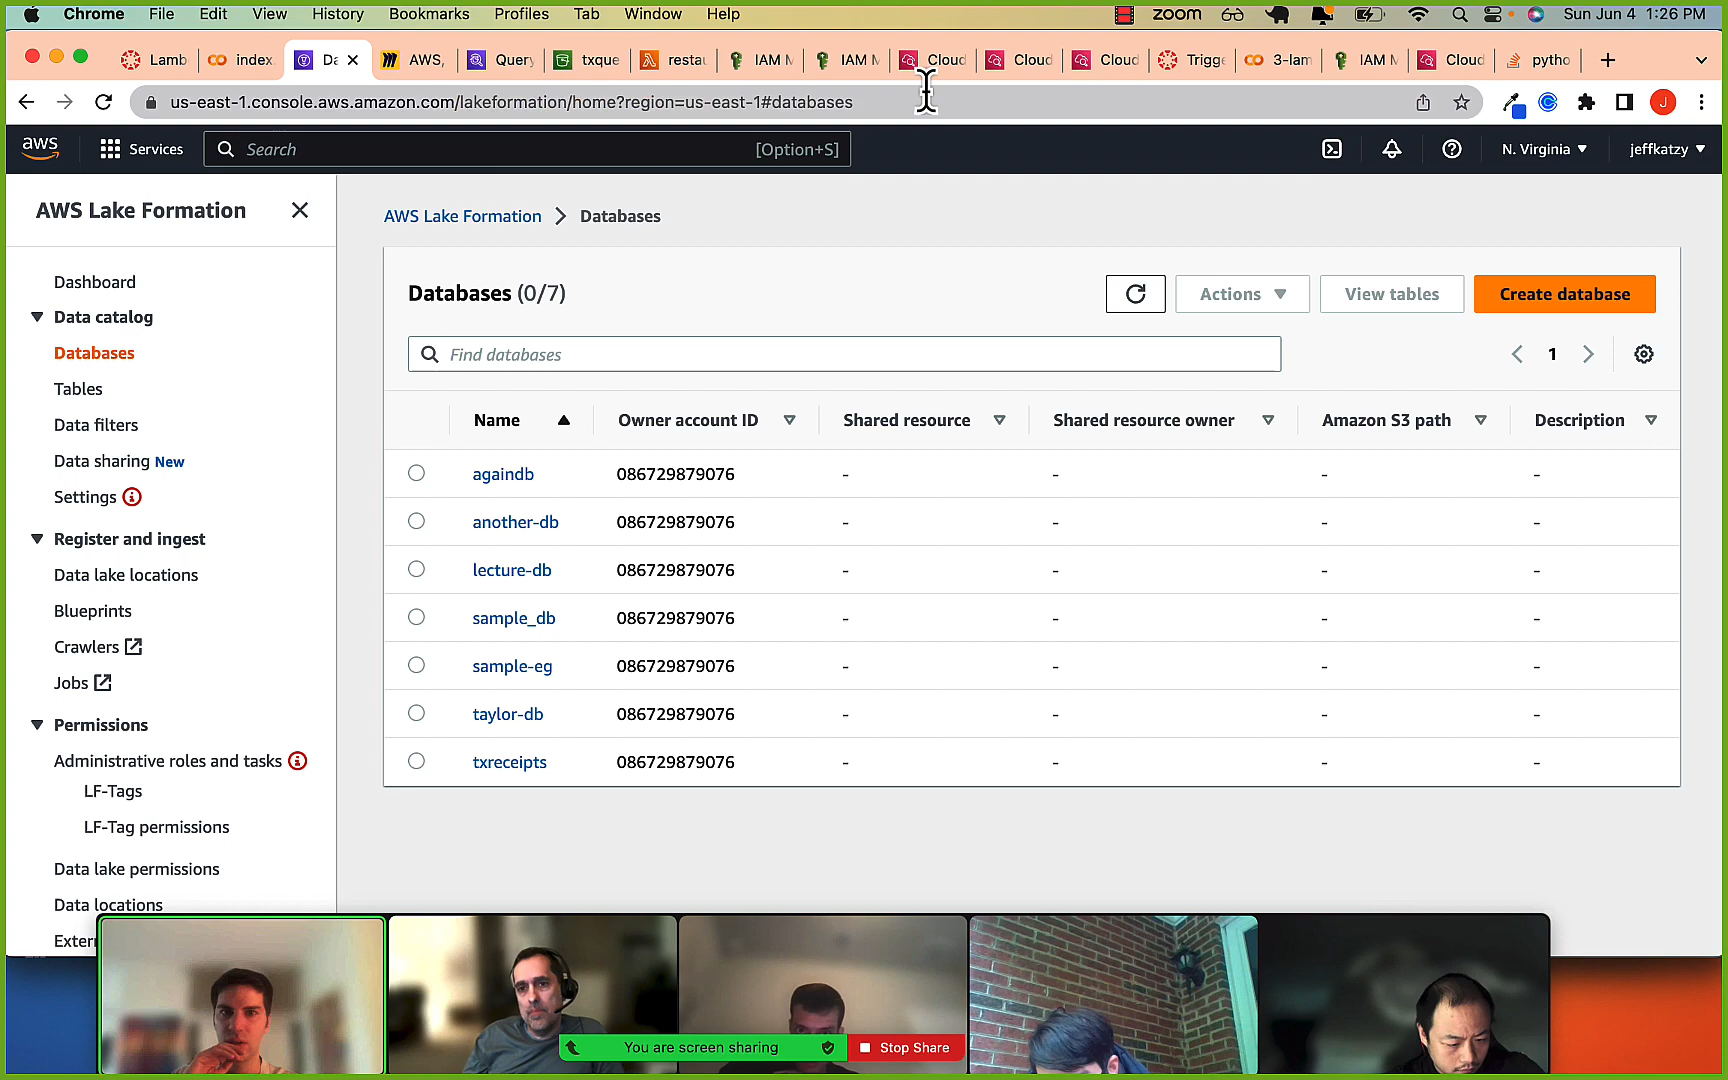 Chrome File Edit View History Bookmarks Profiles Tab Window Help zoom Sun Jun 4 1:26 PM
Lamb index. Da AWS, Query txque restau IAM M IAM M Cloud Cloud Cloud Trigge 3-lam IAM M Cloud pytho
us-east-1.console.aws.amazon.com/lakeformation/home?region=us-east-1#databases J
aws Services Search [Option+S] N. Virginia jeffkatzy
AWS Lake Formation
Dashboard
Data catalog
Databases
Tables
Data filters
Data sharing New
Settings
Register and ingest
Data lake locations
Blueprints
Crawlers
Jobs
Permissions
Administrative roles and tasks
LF-Tags
LF-Tag permissions
Data lake permissions
Data locations
Extern
AWS Lake Formation > Databases
Databases (0/7)
Actions View tables Create database
Find databases
1
Name Owner account ID Shared resource Shared resource owner Amazon S3 path Description
againdb 086729879076 - - - -
another-db 086729879076 - - - -
lecture-db 086729879076 - - - -
sample_db 086729879076 - - - -
sample-eg 086729879076 - - - -
taylor-db 086729879076 - - - -
txreceipts 086729879076 - - - -
You are screen sharing Stop Share